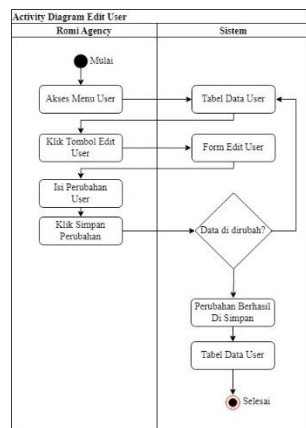 Activity Diagram Edit User
Romi Agency
Sistem
Mulai
Akses Menu User
Tabel Data User
Klik Tombol Edit
User
Form Edit User
Isi Perubahan
User
Klik Simpan
Perubahan
Data di dirubah?
Perubahan Berhasil
Di Simpan
Tabel Data User
Selesai